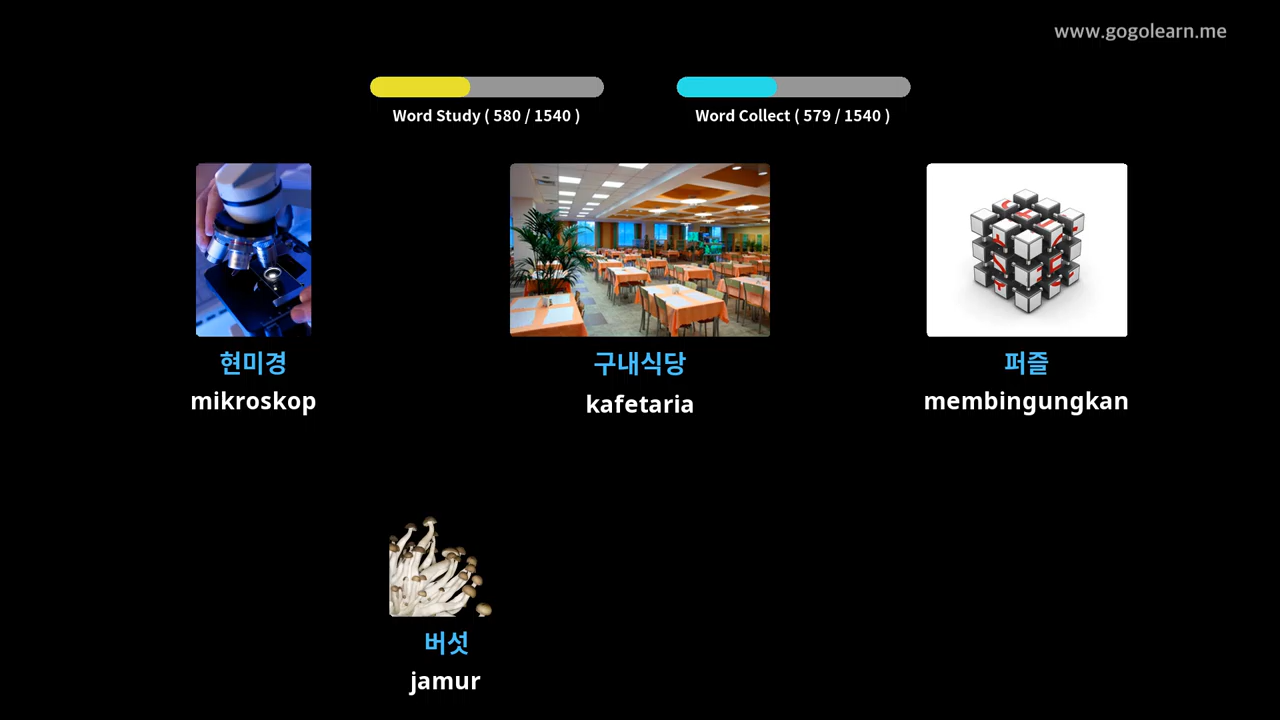 www.gogolearn.me
Word Study ( 580 / 1540 )
Word Collect ( 579 / 1540 )
현미경
mikroskop
구내식당
kafetaria
퍼즐
membingungkan
버섯
jamur